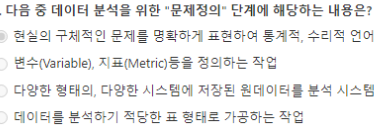 . 다음 중 데이터 분석을 위한 "문제정의" 단계에 해당하는 내용은?
현실의 구체적인 문제를 명확하게 표현하여 통계적, 수리적 언어
변수(Variable), 지표(Metric)등을 정의하는 작업
다양한 형태의, 다양한 시스템에 저장된 원데이터를 분석 시스템
데이터를 분석하기 적당한 표 형태로 가공하는 작업